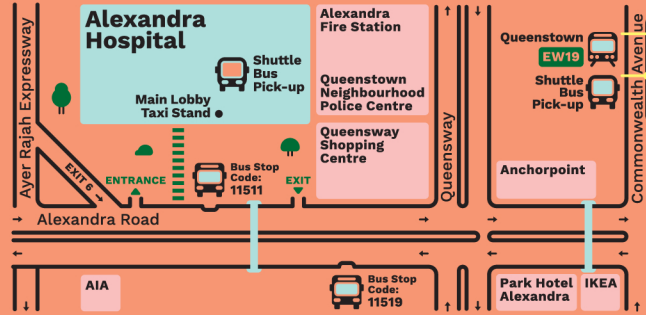 Alexandra
Hospital
Shuttle
Bus
Pick-up
Main Lobby
Taxi Stand
Alexandra
Fire Station
Queenstown
Neighbourhood
Police Centre
Queensway
Shopping
Centre
Queenstown
EW19
Shuttle
Bus
Pick-up
Ayer Rajah Expressway
EXIT 6
ENTRANCE
Bus Stop
Code:
11511
EXIT
Queensway
Anchorpoint
Commonwealth Avenue
Alexandra Road
AIA
Bus Stop
Code:
11519
Park Hotel
Alexandra
IKEA